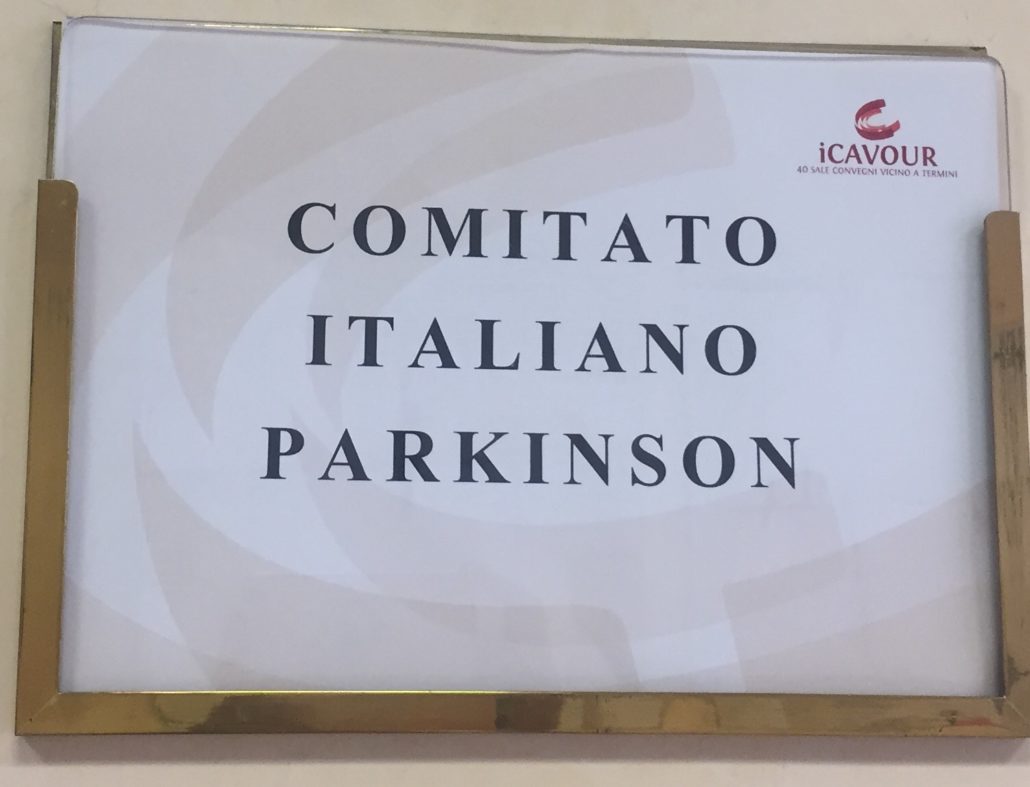 iCAVOUR
40 SALE CONVEGNI VICINO A TERMINI
COMITATO
ITALIANO
PARKINSON